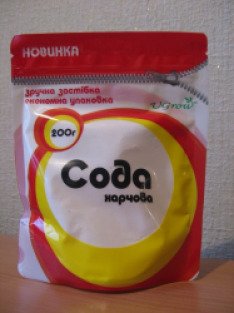 НОВИНКА
зручна застібка
економна упаковка
200г
Сода
харчова